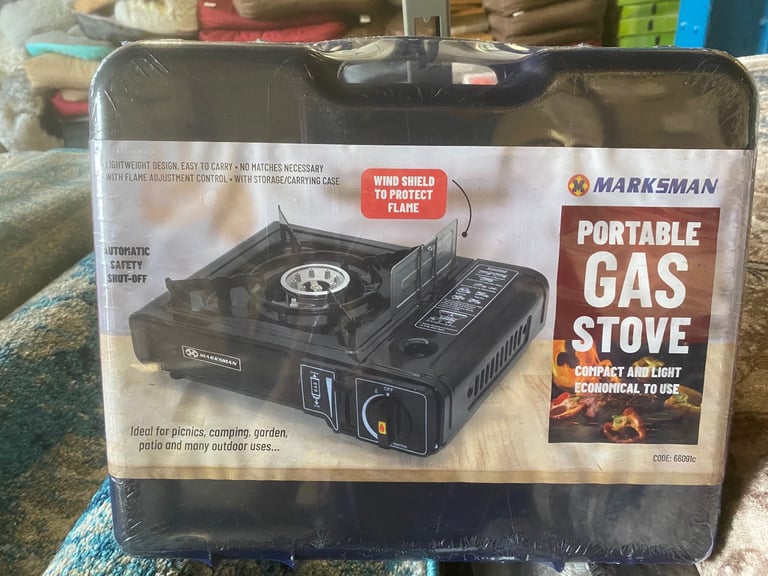 LIGHTWEIGHT DESIGN, EASY TO CARRY • NO MATCHES NECESSARY
WITH FLAME ADJUSTMENT CONTROL • WITH STORAGE/CARRYING CASE
WIND SHIELD
TO PROTECT
FLAME
MARKSMAN
PORTABLE
GAS
STOVE
COMPACT AND LIGHT
ECONOMICAL TO USE
AUTOMATIC
SAFETY
SHUT-OFF
MARKSMAN
OFF
Ideal for picnics, camping, garden,
patio and many outdoor uses...
CODE: 66091c